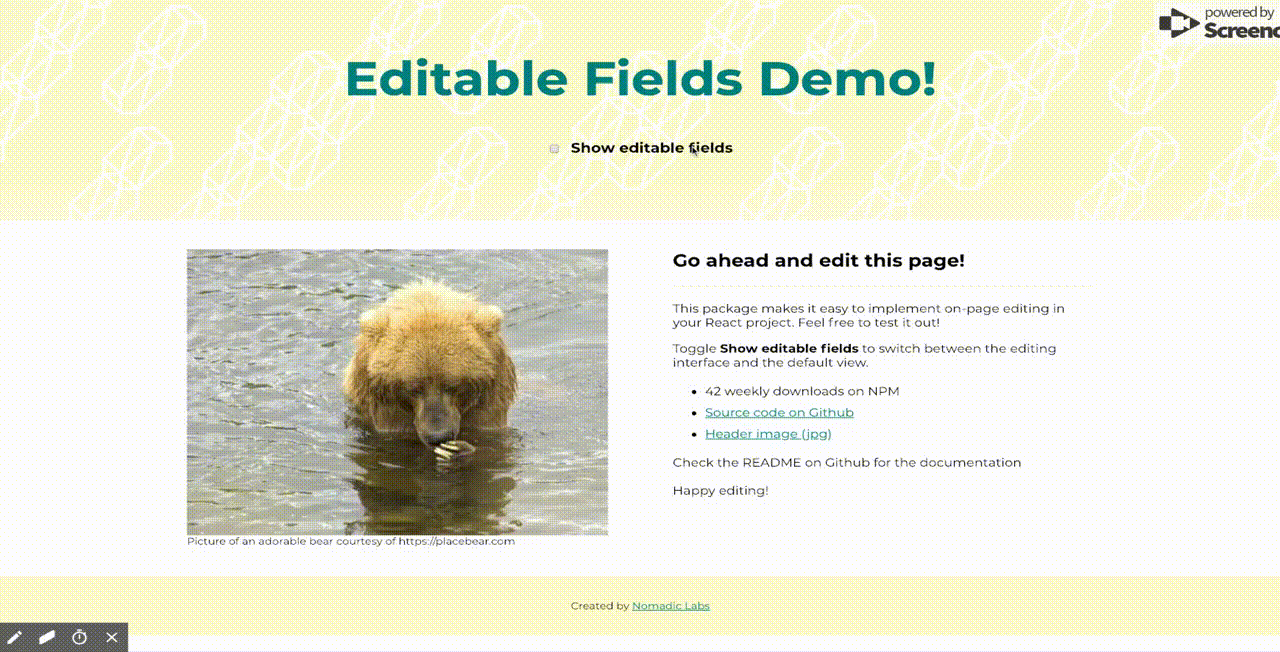 powered by
Editable Fields Demo!
Show editable fields
Go ahead and edit this page!
This package makes it easy to implement on-page editing in
your React project. Feel free to test it out!
Toggle Show editable fields to switch between the editing
interface and the default view.
42 weekly downloads on NPM
Source code on Github
Header image (jpg)
Check the README on Github for the documentation
Happy editing!
Picture of an adorable bear courtesy of https://placebear.com
Created by Nomadic Labs